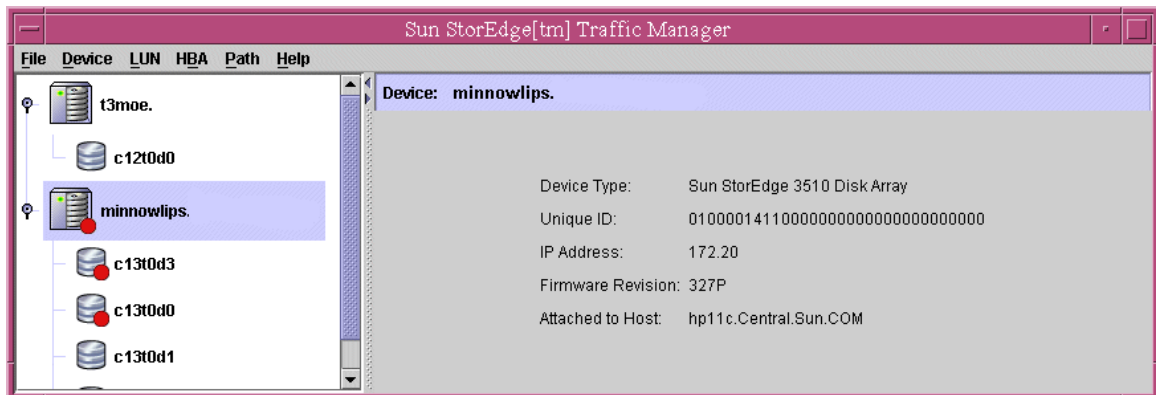 Sun StorEdge[tm] Traffic Manager
File Device LUN HBA Path Help
t3moe.
c12t0d0
minnowlips.
c13t0d3
c13t0d0
c13t0d1
Device: minnowlips.
Device Type: Sun StorEdge 3510 Disk Array
Unique ID: 01000014110000000000000000000000
IP Address: 172.20
Firmware Revision: 327P
Attached to Host: hp11c.Central.Sun.COM